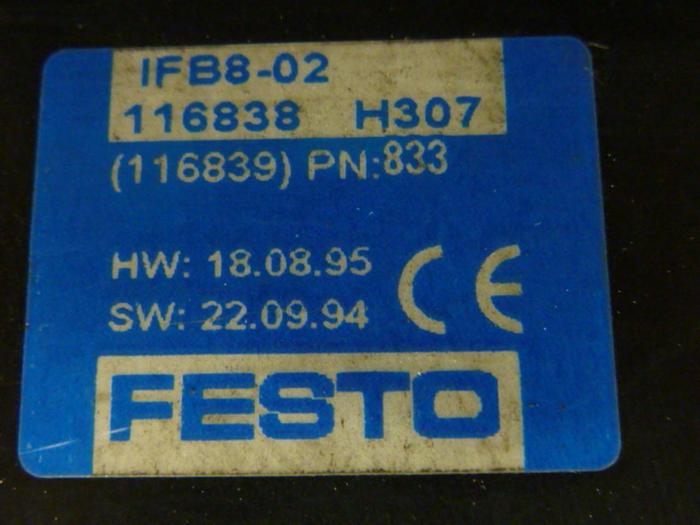 IFB8-02
116838 H307
(116839) PN:833
HW: 18.08.95
SW: 22.09.94
CE
FESTO